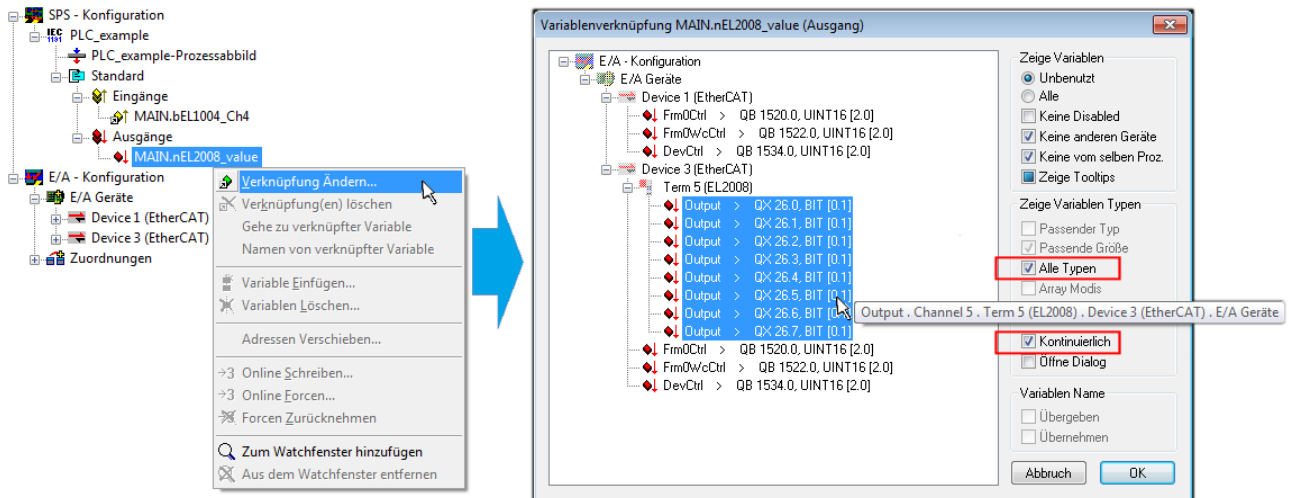 SPS - Konfiguration
IEC
1131
PLC_example
PLC_example-Prozessabbild
Standard
Eingänge
MAIN.bEL1004_Ch4
Ausgänge
MAIN.nEL2008_value
E/A - Konfiguration
E/A Geräte
Device 1 (EtherCAT)
Device 3 (EtherCAT)
Zuordnungen
Verknüpfung Ändern...
Verknüpfung(en) löschen
Gehe zu verknüpfter Variable
Namen von verknüpfter Variable
Variable Einfügen...
Variablen Löschen...
Adressen Verschieben...
Online Schreiben...
Online Forcen...
Forcen Zurücknehmen
Zum Watchfenster hinzufügen
Aus dem Watchfenster entfernen
Variablenverknüpfung MAIN.nEL2008_value (Ausgang)
E/A - Konfiguration
E/A Geräte
Device 1 (EtherCAT)
Frm0Ctrl > QB 1520.0, UINT16 [2.0]
Frm0WcCtrl > QB 1522.0, UINT16 [2.0]
DevCtrl > QB 1534.0, UINT16 [2.0]
Device 3 (EtherCAT)
Term 5 (EL2008)
Output > QX 26.0, BIT [0.1]
Output > QX 26.1, BIT [0.1]
Output > QX 26.2, BIT [0.1]
Output > QX 26.3, BIT [0.1]
Output > QX 26.4, BIT [0.1]
Output > QX 26.5, BIT [0.1]
Output > QX 26.6, BIT [0.1]
Output > QX 26.7, BIT [0.1]
Frm0Ctrl > QB 1520.0, UINT16 [2.0]
Frm0WcCtrl > QB 1522.0, UINT16 [2.0]
DevCtrl > QB 1534.0, UINT16 [2.0]
Zeige Variablen
Unbenutzt
Alle
Keine Disabled
Keine anderen Geräte
Keine vom selben Proz.
Zeige Tooltips
Zeige Variablen Typen
Passender Typ
Passende Größe
Alle Typen
Array Modis
Output . Channel 5 . Term 5 (EL2008) . Device 3 (EtherCAT) . E/A Geräte
Kontinuierlich
Öffne Dialog
Variablen Name
Übergeben
Übernehmen
Abbruch
OK